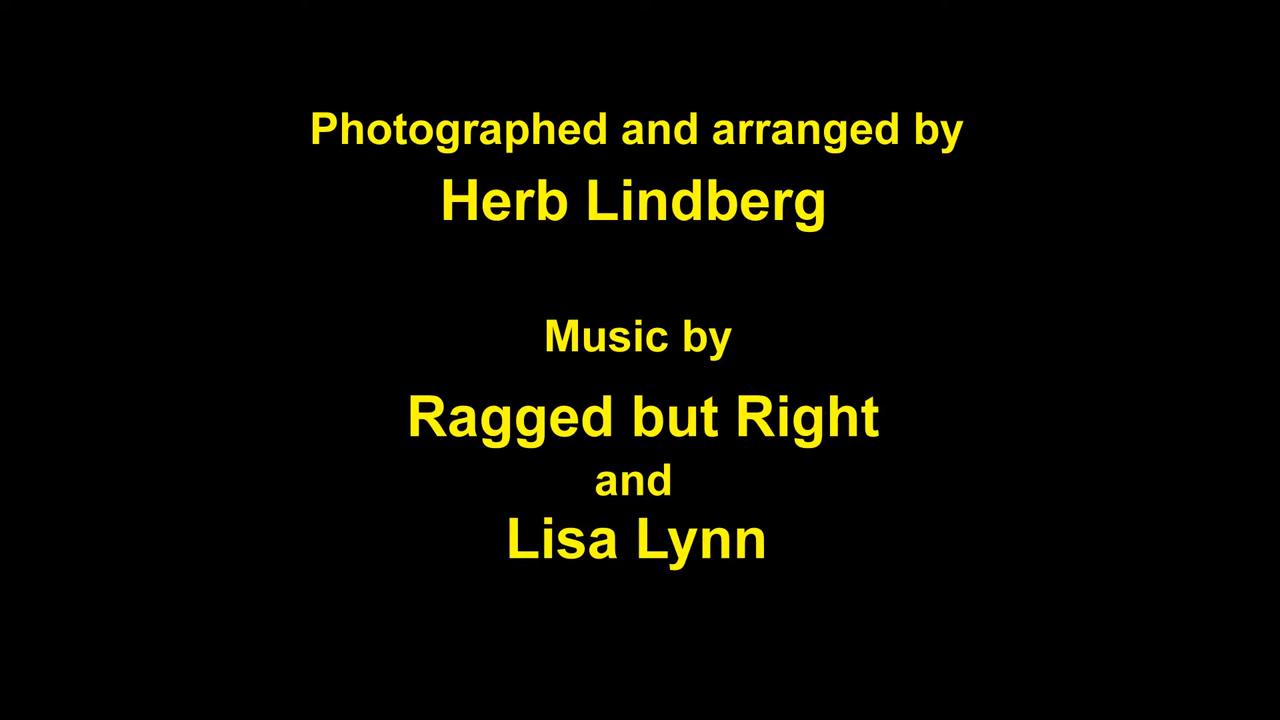 Photographed and arranged by
Herb Lindberg
Music by
Ragged but Right
and
Lisa Lynn